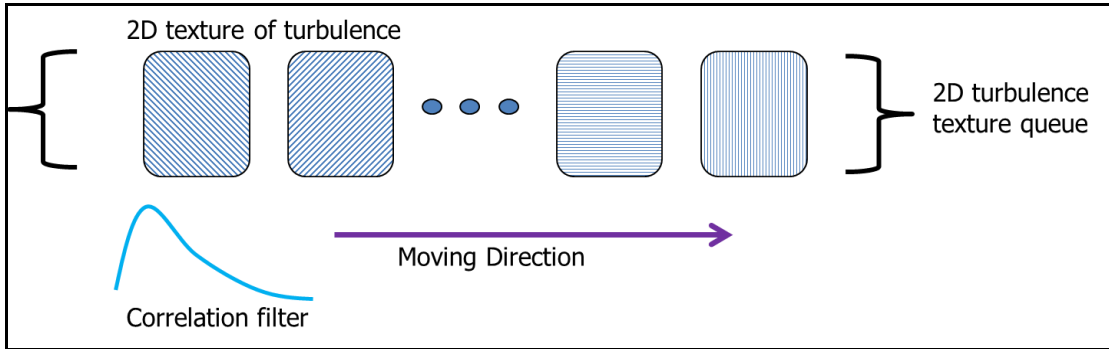 2D texture of turbulence
2D turbulence
texture queue
Moving Direction
Correlation filter